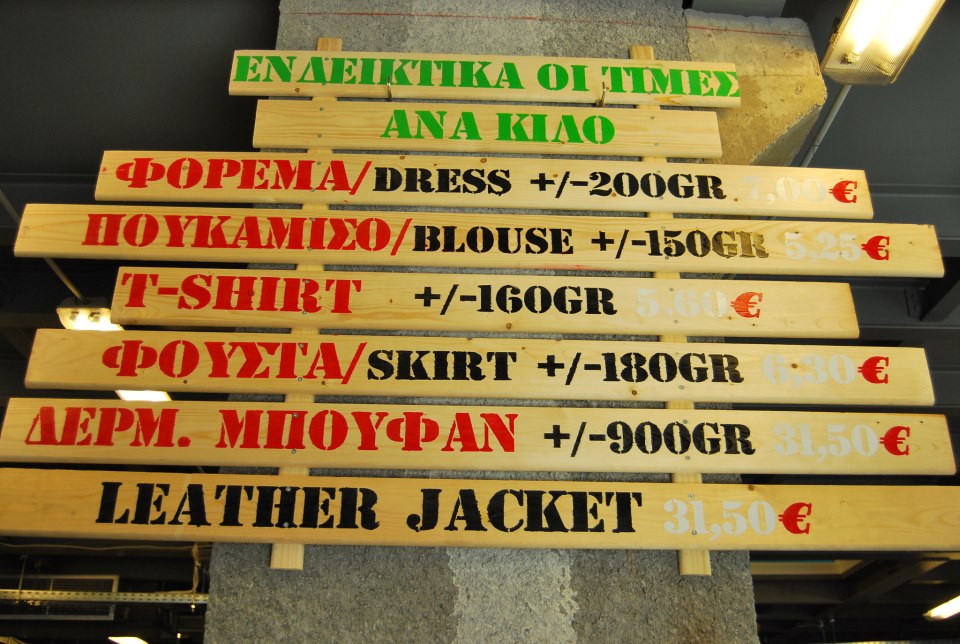 ΕΝΔΕΙΚΤΙΚΑ ΟΙ ΤΙΜΕΣ
ΑΝΑ ΚΙΛΟ
ΦΟΡΕΜΑ/DRESS +/-200GR 7,00€
ΠΟΥΚΑΜΙΣΟ/BLOUSE +/-150GR 5,25€
T-SHIRT +/-160GR 5.60€
ΦΟΥΣΤΑ/SKIRT +/-180GR 6,30€
ΔΕΡΜ. ΜΠΟΥΦΑΝ +/-900GR 31,50€
LEATHER JACKET 31,50€